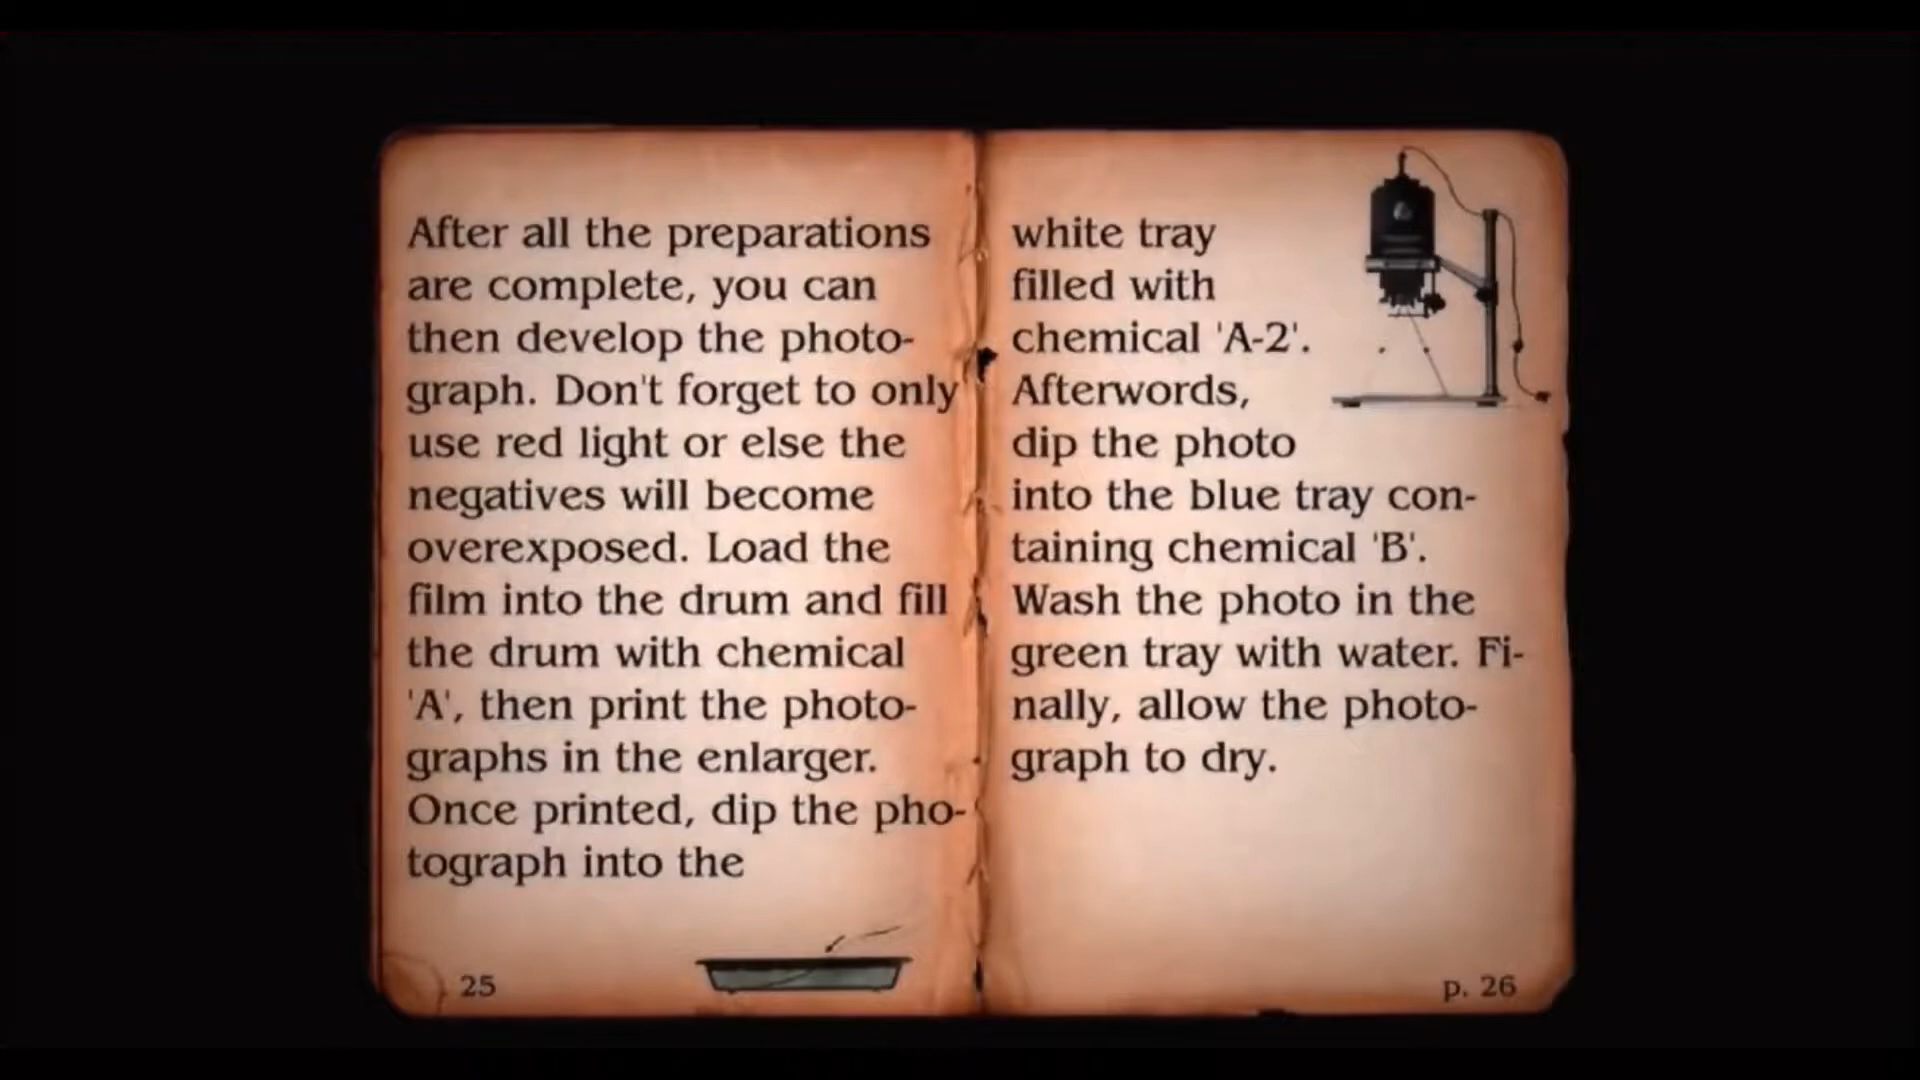 After all the preparations
are complete, you can
then develop the photo-
graph. Don't forget to only
use red light or else the
negatives will become
overexposed. Load the
film into the drum and fill
the drum with chemical
'A', then print the photo-
graphs in the enlarger.
Once printed, dip the pho-
tograph into the
25
white tray
filled with
chemical 'A-2'.
Afterwords,
dip the photo
into the blue tray con-
taining chemical 'B'.
Wash the photo in the
green tray with water. Fi-
nally, allow the photo-
graph to dry.
p. 26